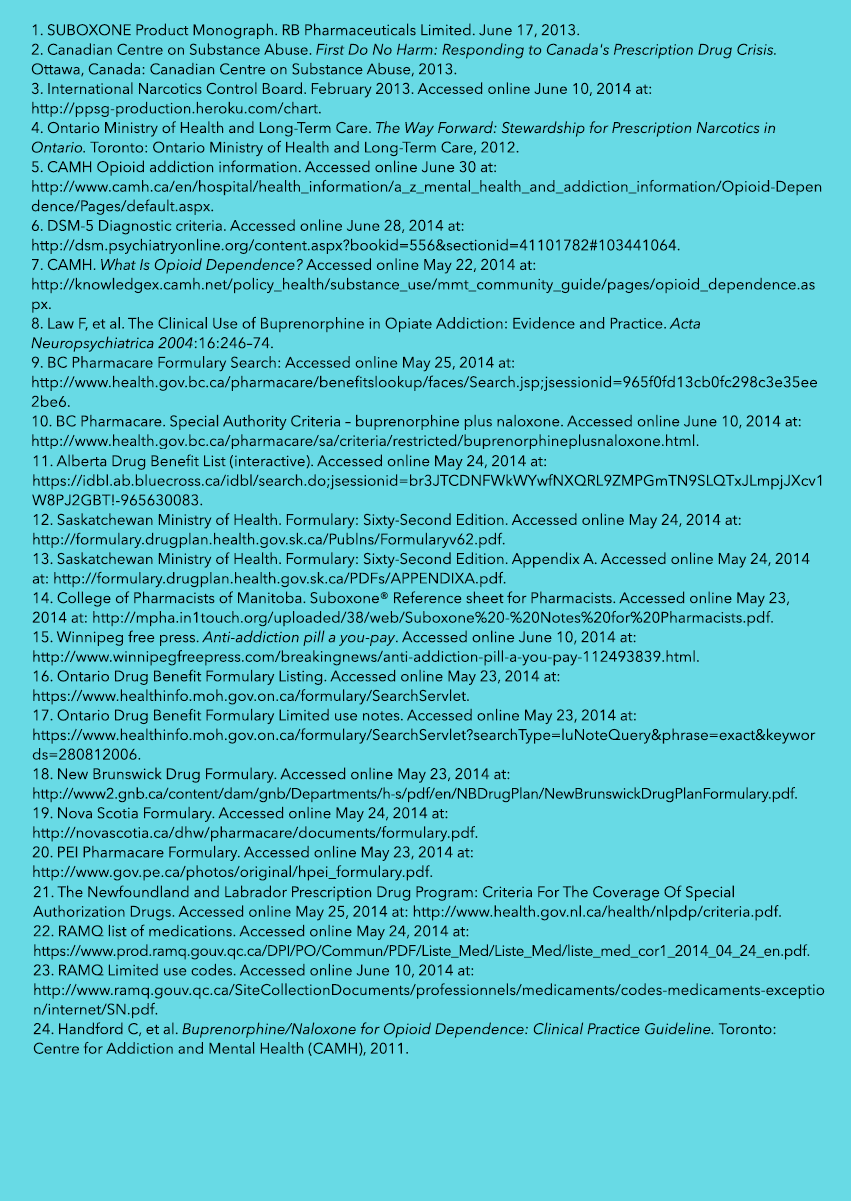 1. SUBOXONE Product Monograph. RB Pharmaceuticals Limited. June 17, 2013.
2. Canadian Centre on Substance Abuse. First Do No Harm: Responding to Canada's Prescription Drug Crisis.
Ottawa, Canada: Canadian Centre on Substance Abuse, 2013.
3. International Narcotics Control Board. February 2013. Accessed online June 10, 2014 at:
http://ppsg-production.heroku.com/chart.
4. Ontario Ministry of Health and Long-Term Care. The Way Forward: Stewardship for Prescription Narcotics in
Ontario. Toronto: Ontario Ministry of Health and Long-Term Care, 2012.
5. CAMH Opioid addiction information. Accessed online June 30 at:
http://www.camh.ca/en/hospital/health_information/a_z_mental_health_and_addiction_information/Opioid-Depen
dence/Pages/default.aspx.
6. DSM-5 Diagnostic criteria. Accessed online June 28, 2014 at:
http://dsm.psychiatryonline.org/content.aspx?bookid=556&sectionid=41101782#103441064.
7. CAMH. What Is Opioid Dependence? Accessed online May 22, 2014 at:
http://knowledgex.camh.net/policy_health/substance_use/mmt_community_guide/pages/opioid_dependence.as
px.
8. Law F, et al. The Clinical Use of Buprenorphine in Opiate Addiction: Evidence and Practice. Acta
Neuropsychiatrica 2004:16:246–74.
9. BC Pharmacare Formulary Search: Accessed online May 25, 2014 at:
http://www.health.gov.bc.ca/pharmacare/benefitslookup/faces/Search.jsp;jsessionid=965f0fd13cb0fc298c3e35ee
2be6.
10. BC Pharmacare. Special Authority Criteria – buprenorphine plus naloxone. Accessed online June 10, 2014 at:
http://www.health.gov.bc.ca/pharmacare/sa/criteria/restricted/buprenorphineplusnaloxone.html.
11. Alberta Drug Benefit List (interactive). Accessed online May 24, 2014 at:
https://idbl.ab.bluecross.ca/idbl/search.do;jsessionid=br3JTCDNFWkWYwfNXQRL9ZMPGmTN9SLQTxJLmpjJXcv1
W8PJ2GBT!-965630083.
12. Saskatchewan Ministry of Health. Formulary: Sixty-Second Edition. Accessed online May 24, 2014 at:
http://formulary.drugplan.health.gov.sk.ca/Publns/Formularyv62.pdf.
13. Saskatchewan Ministry of Health. Formulary: Sixty-Second Edition. Appendix A. Accessed online May 24, 2014
at: http://formulary.drugplan.health.gov.sk.ca/PDFs/APPENDIXA.pdf.
14. College of Pharmacists of Manitoba. Suboxone® Reference sheet for Pharmacists. Accessed online May 23,
2014 at: http://mpha.in1touch.org/uploaded/38/web/Suboxone%20-%20Notes%20for%20Pharmacists.pdf.
15. Winnipeg free press. Anti-addiction pill a you-pay. Accessed online June 10, 2014 at:
http://www.winnipegfreepress.com/breakingnews/anti-addiction-pill-a-you-pay-112493839.html.
16. Ontario Drug Benefit Formulary Listing. Accessed online May 23, 2014 at:
https://www.healthinfo.moh.gov.on.ca/formulary/SearchServlet.
17. Ontario Drug Benefit Formulary Limited use notes. Accessed online May 23, 2014 at:
https://www.healthinfo.moh.gov.on.ca/formulary/SearchServlet?searchType=luNoteQuery&phrase=exact&keywor
ds=280812006.
18. New Brunswick Drug Formulary. Accessed online May 23, 2014 at:
http://www2.gnb.ca/content/dam/gnb/Departments/h-s/pdf/en/NBDrugPlan/NewBrunswickDrugPlanFormulary.pdf.
19. Nova Scotia Formulary. Accessed online May 24, 2014 at:
http://novascotia.ca/dhw/pharmacare/documents/formulary.pdf.
20. PEI Pharmacare Formulary. Accessed online May 23, 2014 at:
http://www.gov.pe.ca/photos/original/hpei_formulary.pdf.
21. The Newfoundland and Labrador Prescription Drug Program: Criteria For The Coverage Of Special
Authorization Drugs. Accessed online May 25, 2014 at: http://www.health.gov.nl.ca/health/nlpdp/criteria.pdf.
22. RAMQ list of medications. Accessed online May 24, 2014 at:
https://www.prod.ramq.gouv.qc.ca/DPI/PO/Commun/PDF/Liste_Med/Liste_Med/liste_med_cor1_2014_04_24_en.pdf.
23. RAMQ Limited use codes. Accessed online June 10, 2014 at:
http://www.ramq.gouv.qc.ca/SiteCollectionDocuments/professionnels/medicaments/codes-medicaments-exceptio
n/internet/SN.pdf.
24. Handford C, et al. Buprenorphine/Naloxone for Opioid Dependence: Clinical Practice Guideline. Toronto:
Centre for Addiction and Mental Health (CAMH), 2011.